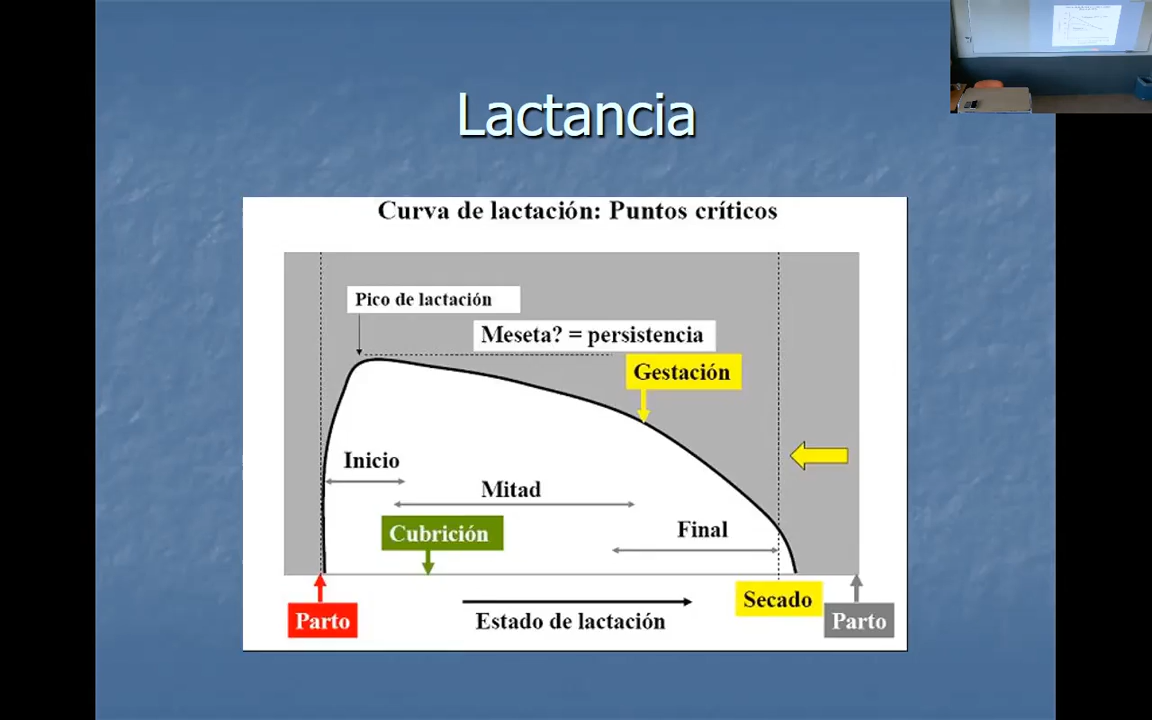 Lactancia
Curva de lactación: Puntos críticos
Pico de lactación
Meseta? = persistencia
Gestación
Inicio
Mitad
Cubrición
Final
Secado
Parto
Estado de lactación
Parto